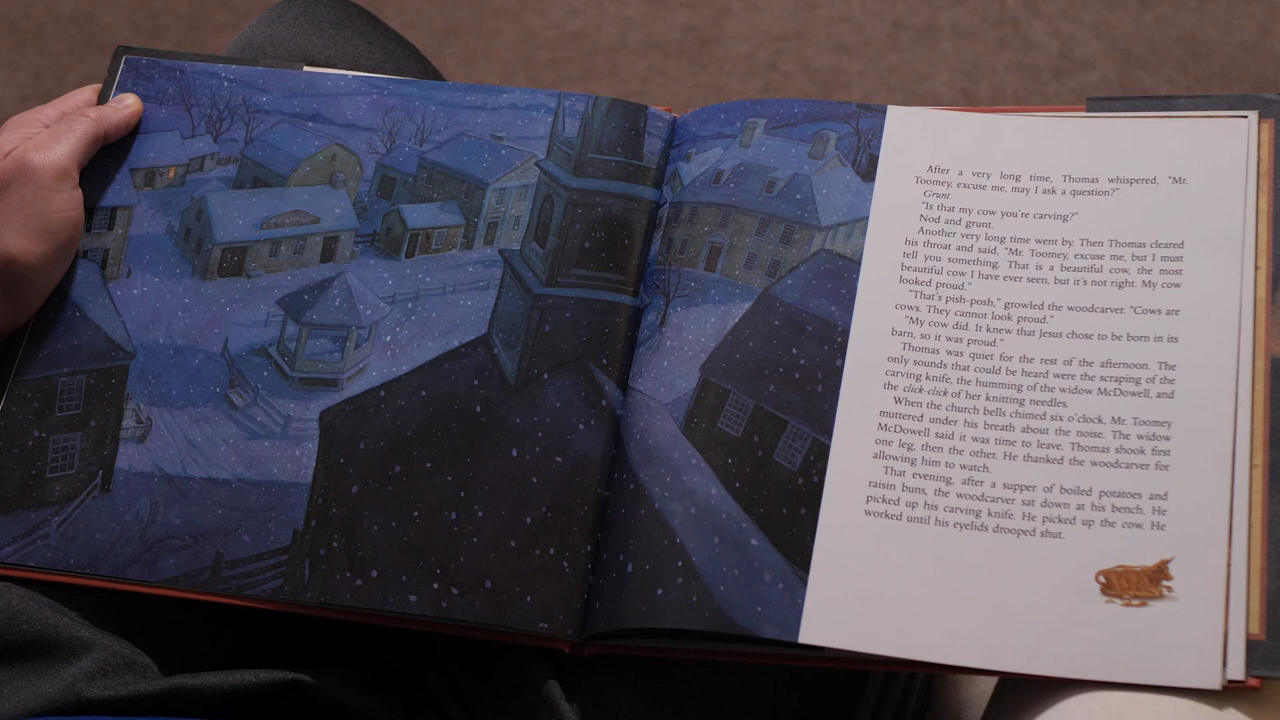 After a very long time, Thomas whispered, “Mr.
Toomey, excuse me, may I ask a question?”
Grunt.
“Is that my cow you’re carving?”
Nod and grunt.
Another very long time went by. Then Thomas cleared
his throat and said, “Mr. Toomey, excuse me, but I must
tell you something. That is a beautiful cow, the most
beautiful cow I have ever seen, but it’s not right. My cow
looked proud.”
“That’s pish-posh,” growled the woodcarver. “Cows are
cows. They cannot look proud.”
“My cow did. It knew that Jesus chose to be born in its
barn, so it was proud.”
Thomas was quiet for the rest of the afternoon. The
only sounds that could be heard were the scraping of the
carving knife, the humming of the widow McDowell, and
the click-click of her knitting needles.
When the church bells chimed six o’clock, Mr. Toomey
muttered under his breath about the noise. The widow
McDowell said it was time to leave. Thomas shook first
one leg, then the other. He thanked the woodcarver for
allowing him to watch.
That evening, after a supper of boiled potatoes and
raisin buns, the woodcarver sat down at his bench. He
picked up his carving knife. He picked up the cow. He
worked until his eyelids drooped shut.